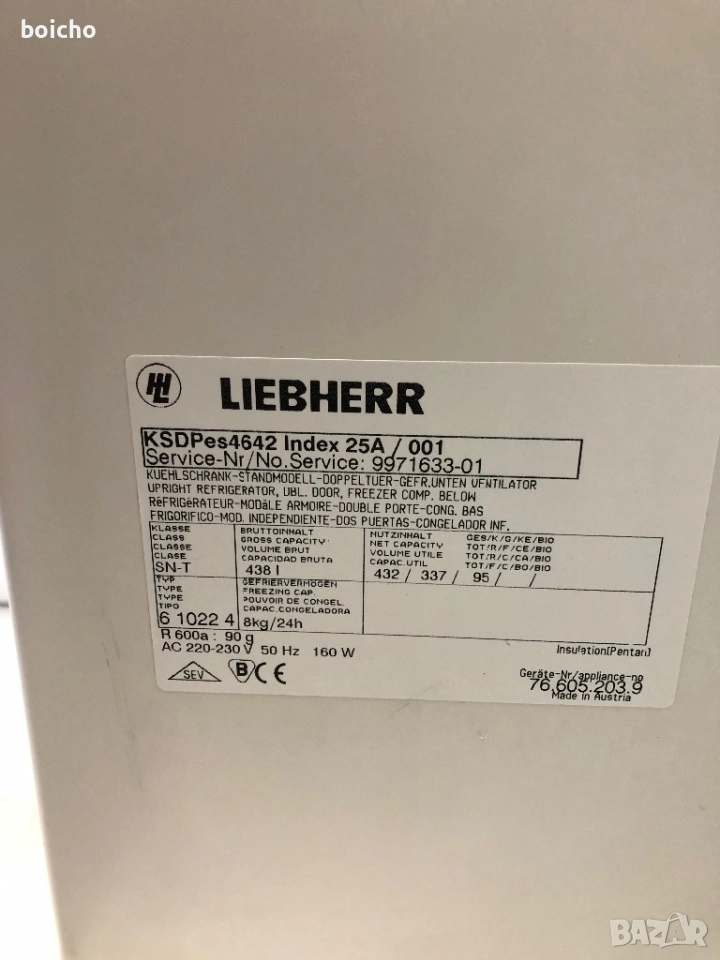 boicho
LIEBHERR
KSDPes4642 Index 25A / 001
Service-Nr/No.Service: 9971633-01
KUEHLSCHRANK-STANDMODELL-DOPPELTUER-GEFR.UNTEN VENTILATOR
UPRIGHT REFRIGERATOR, DBL. DOOR, FREEZER COMP. BELOW
RéFRIGéRATEUR-MODèLE ARMOIRE-DOUBLE PORTE-CONG. BAS
FRIGORIFICO-MOD. INDEPENDIENTE-DOS PUERTAS-CONGELADOR INF.
KLASSE BRUTTOINHALT NUTZINHALT GES/K/G/KE/BIO
CLASS GROSS CAPACITY NET CAPACITY TOT/R/F/CE/BIO
CLASSE VOLUME BRUT VOLUME UTILE TOT/R/C/CA/BIO
CLASE CAPACIDAD BRUTA CAPAC.UTIL TOT/F/C/BO/BIO
SN-T 438 l 432 / 337 / 95 / /
TYP GEFRIERVERMÖGEN
TYPE FREEZING CAP.
TYPE POUVOIR DE CONGEL.
TIPO CAPAC.CONGELADORA
6 1022 4 8kg/24h
R 600a : 90 g
AC 220-230 V 50 Hz 160 W
Insulation(Pentan)
SEV B CE
Geräte-Nr/appliance-no
76.605.203.9
Made in Austria
BAZAR